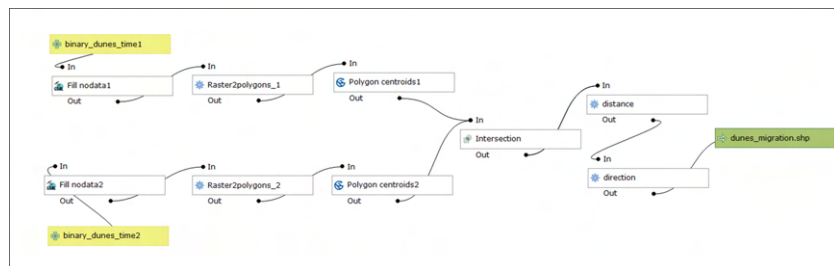 binary_dunes_time1
In
Fill nodata1
Out
In
Raster2polygons_1
Out
In
Polygon centroids1
Out
In
Fill nodata2
Out
binary_dunes_time2
In
Raster2polygons_2
Out
In
Polygon centroids2
Out
In
Intersection
Out
In
distance
Out
In
direction
Out
dunes_migration.shp